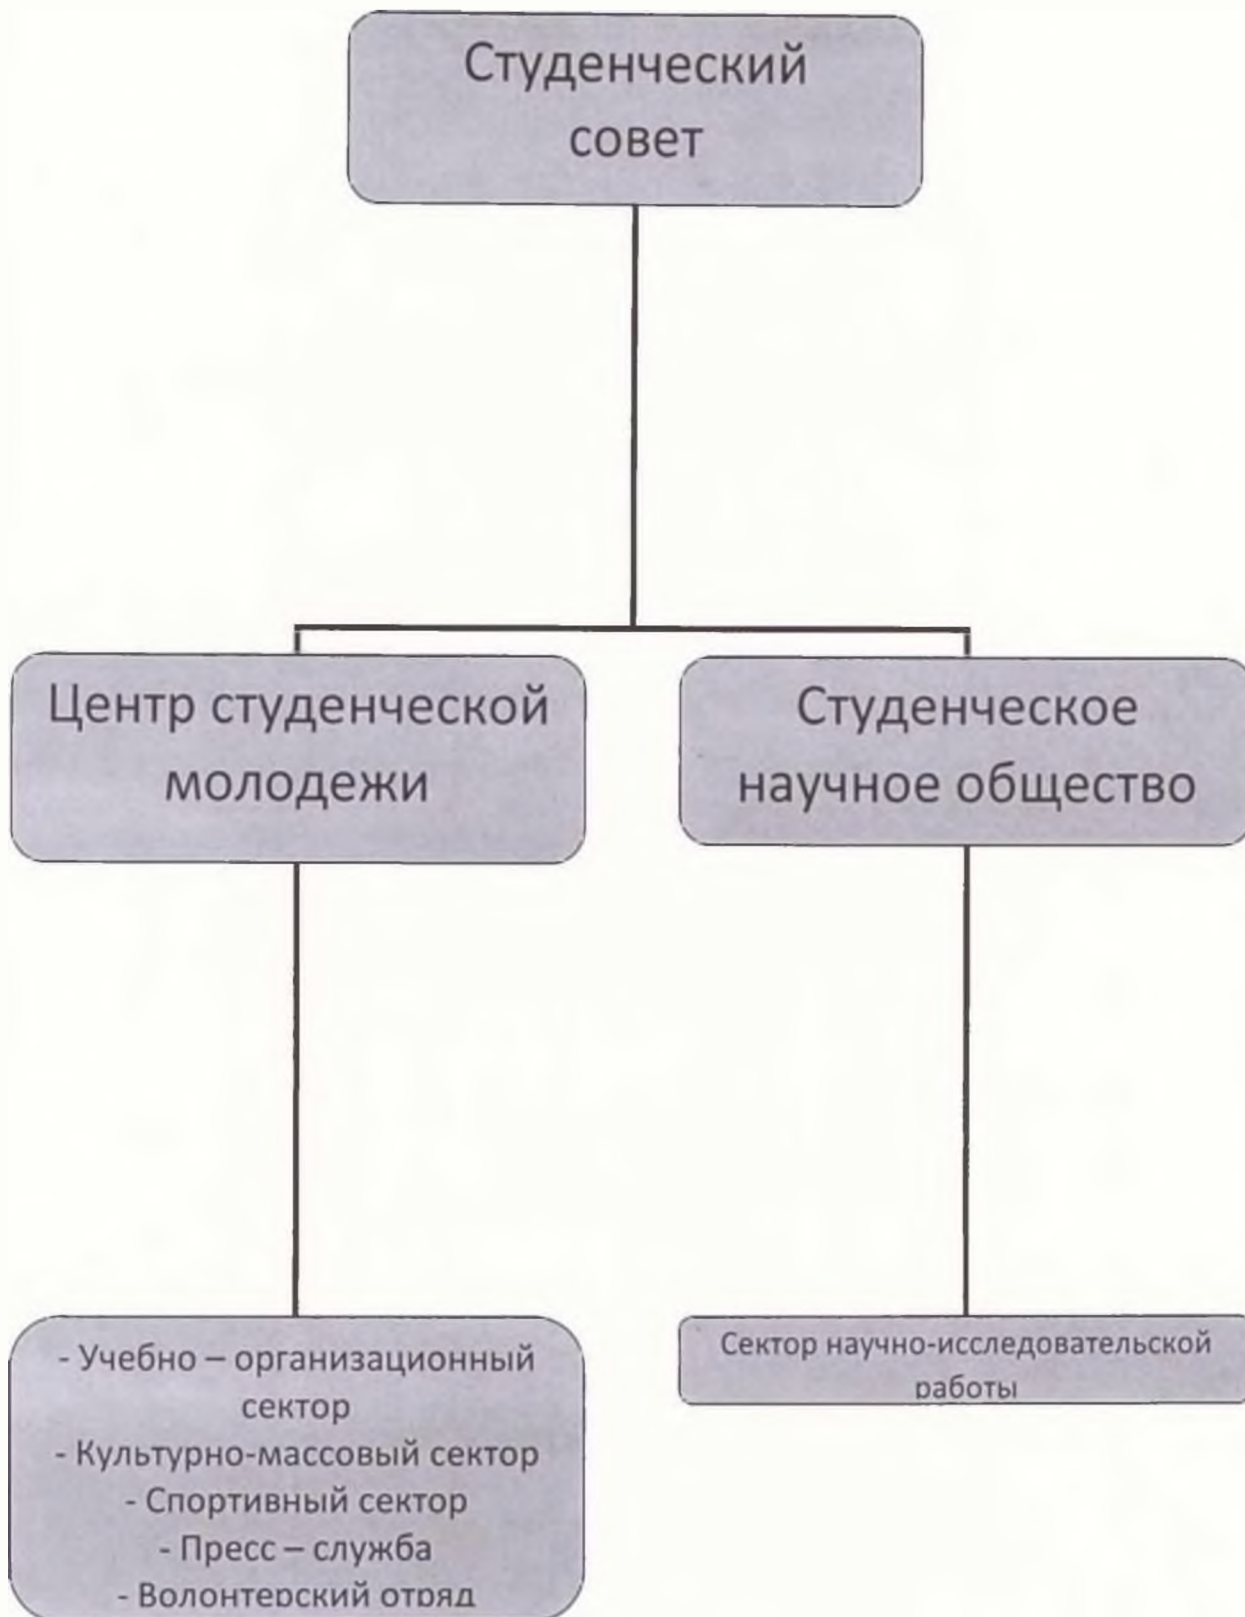 Студенческий
совет
Центр студенческой
молодежи
Студенческое
научное общество
- Учебно – организационный
сектор
- Культурно-массовый сектор
- Спортивный сектор
- Пресс – служба
- Волонтерский отряд
Сектор научно-исследовательской
работы